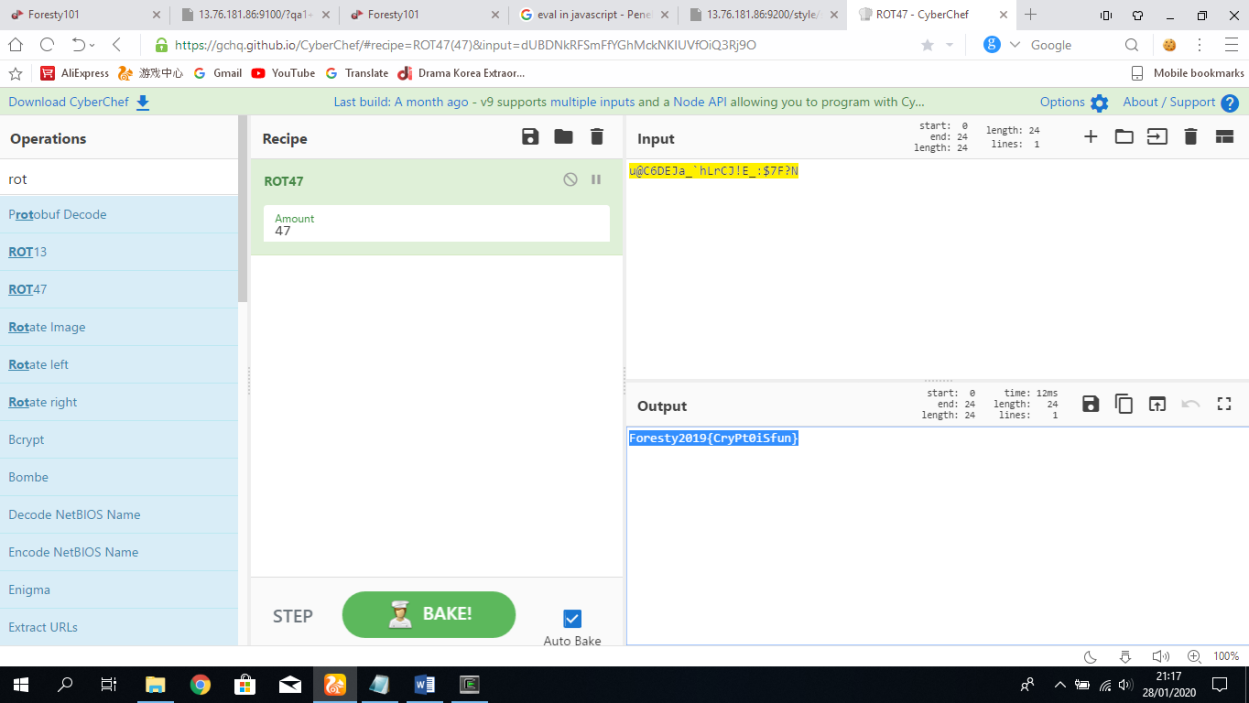 Foresty101
13.76.181.86:9100/?qa1=
Foresty101
eval in javascript - Pene
13.76.181.86:9200/style/
ROT47 - CyberChef
https://gchq.github.io/CyberChef/#recipe=ROT47(47)&input=dUBDNkRFSmFfYGhMckNKIUVfOiQ3Rj9O
Google
AliExpress
游戏中心
Gmail
YouTube
Translate
Drama Korea Extraor...
Mobile bookmarks
Download CyberChef
Last build: A month ago - v9 supports multiple inputs and a Node API allowing you to program with Cy...
Options
About / Support
Operations
rot
Protobuf Decode
ROT13
ROT47
Rotate Image
Rotate left
Rotate right
Bcrypt
Bombe
Decode NetBIOS Name
Encode NetBIOS Name
Enigma
Extract URLs
Recipe
ROT47
Amount
47
STEP
BAKE!
Auto Bake
Input
start: 0
end: 24
length: 24
length: 24
lines: 1
u@C6DEJa_`hLrCJ!E_:$7F?N
Output
start: 0
end: 24
length: 24
time: 12ms
length: 24
lines: 1
Foresty2019{CryPt0iSfun}
100%
21:17
28/01/2020